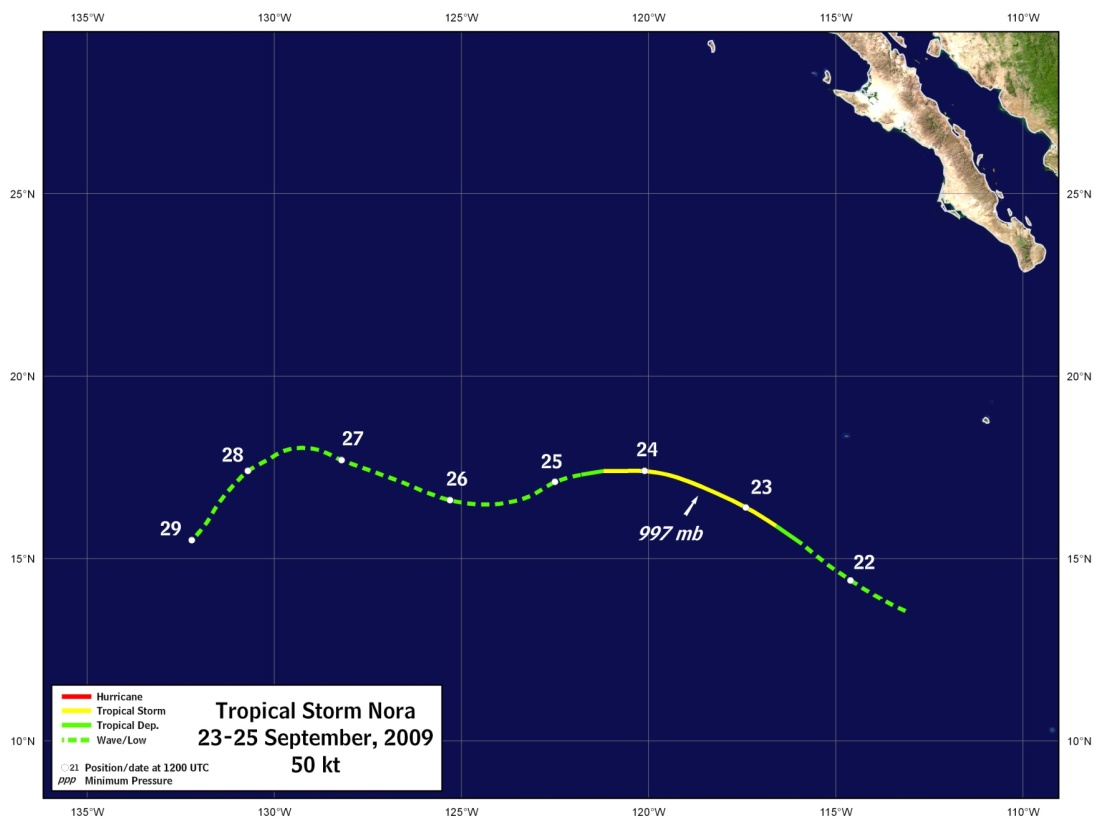 135°W 130°W 125°W 120°W 115°W 110°W
25°N 25°N
20°N 20°N
27
24
28
25
23
26
29
997 mb
22
15°N 15°N
Hurricane
Tropical Storm
Tropical Dep.
Wave/Low
21 Position/date at 1200 UTC
ppp Minimum Pressure
Tropical Storm Nora
23-25 September, 2009
50 kt
10°N 10°N
135°W 130°W 125°W 120°W 115°W 110°W